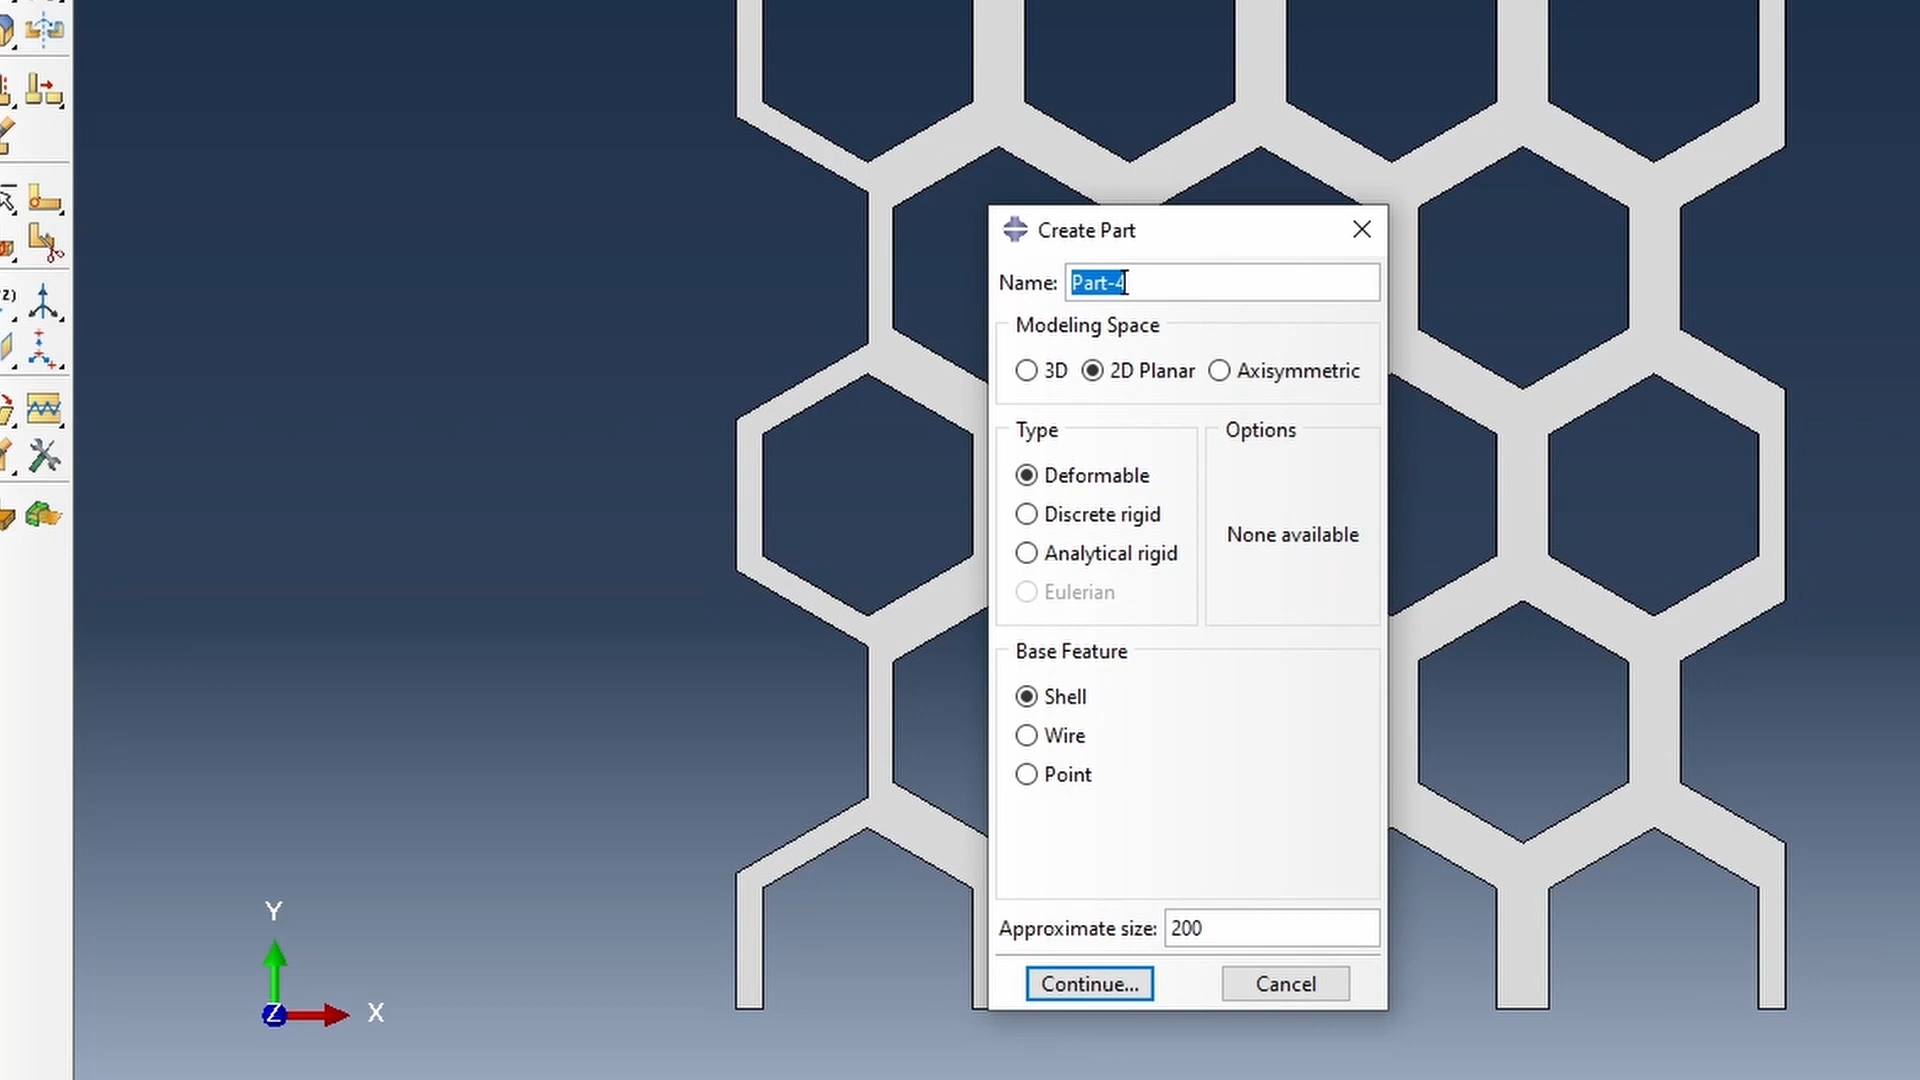 Create Part
Name: Part-4
Modeling Space
3D 2D Planar Axisymmetric
Type
Options
Deformable
Discrete rigid
Analytical rigid
Eulerian
None available
Base Feature
Shell
Wire
Point
Approximate size: 200
Continue... Cancel
Y
Z X